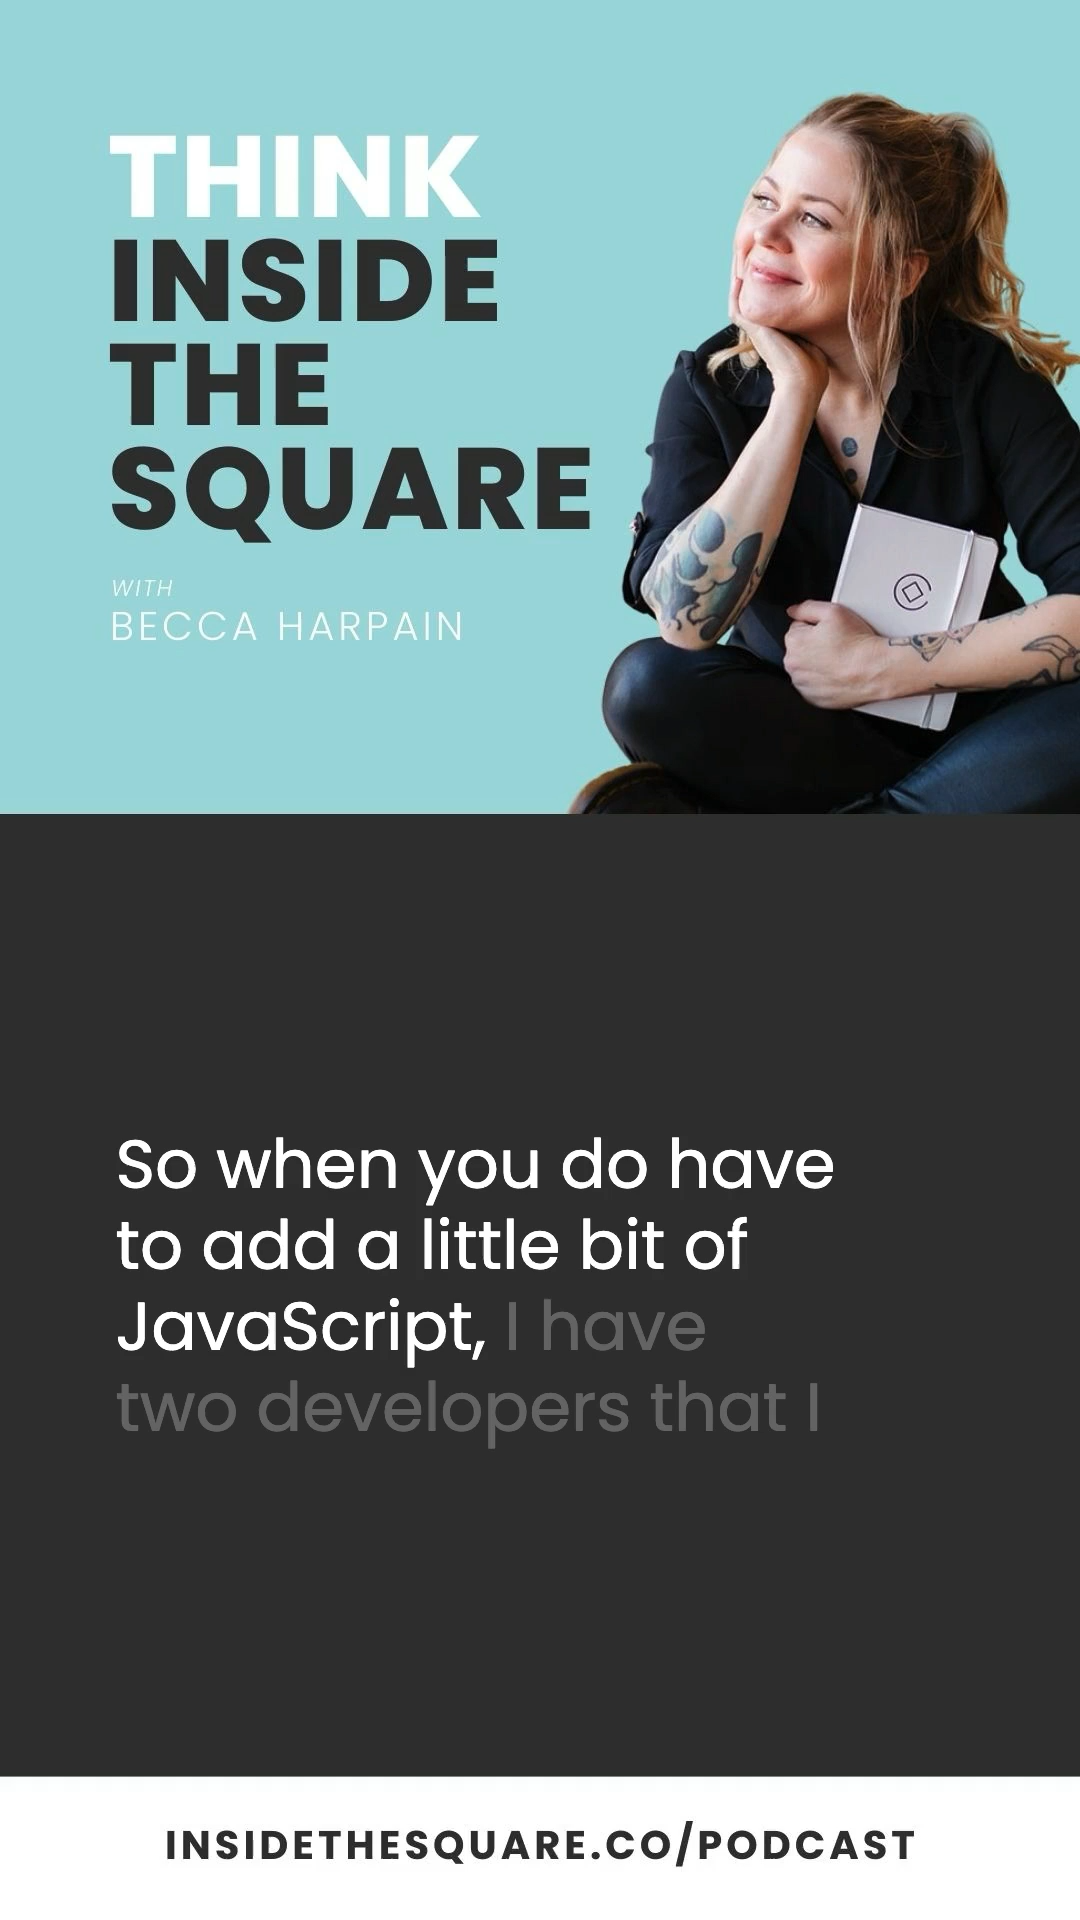 THINK
INSIDE
THE
SQUARE
WITH
BECCA HARPAIN
So when you do have
to add a little bit of
JavaScript, I have
two developers that I
INSIDETHESQUARE.CO/PODCAST